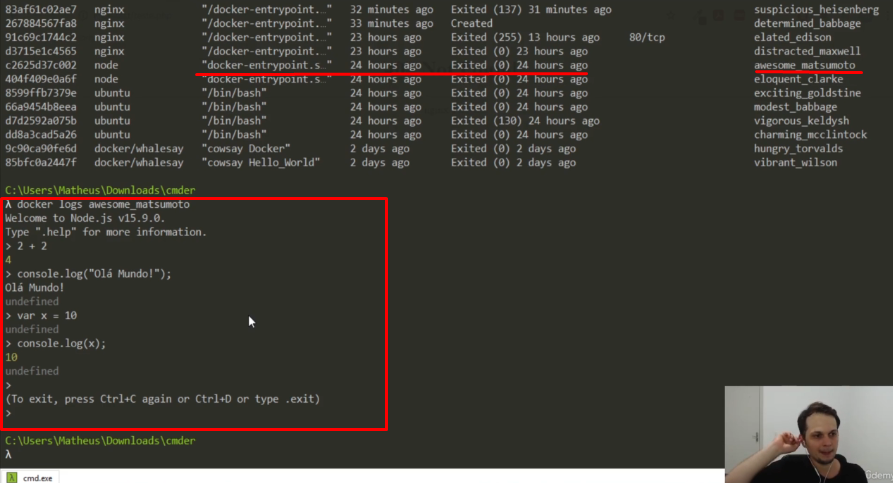 83af61c02ae7 nginx "/docker-entrypoint.…" 32 minutes ago Exited (137) 31 minutes ago suspicious_heisenberg
267884567fa8 nginx "/docker-entrypoint.…" 33 minutes ago Created determined_babbage
91c69c1744c2 nginx "/docker-entrypoint.…" 23 hours ago Exited (255) 13 hours ago 80/tcp elated_edison
d3715e1c4565 nginx "/docker-entrypoint.…" 23 hours ago Exited (0) 23 hours ago distracted_maxwell
c2625d37c002 node "docker-entrypoint.s…" 24 hours ago Exited (0) 24 hours ago awesome_matsumoto
404f409e0a6f node "docker-entrypoint.s…" 24 hours ago Exited (0) 24 hours ago eloquent_clarke
8599ffb7379e ubuntu "/bin/bash" 24 hours ago Exited (0) 24 hours ago exciting_goldstine
66a9454b8eea ubuntu "/bin/bash" 24 hours ago Exited (0) 24 hours ago modest_babbage
d7d2592a075b ubuntu "/bin/bash" 24 hours ago Exited (130) 24 hours ago vigorous_keldysh
dd8a3cad5a26 ubuntu "/bin/bash" 24 hours ago Exited (0) 24 hours ago charming_mcclintock
9c90ca90fe6d docker/whalesay "cowsay Docker" 2 days ago Exited (0) 2 days ago hungry_torvalds
85bfc0a2447f docker/whalesay "cowsay Hello_World" 2 days ago Exited (0) 2 days ago vibrant_wilson
C:\Users\Matheus\Downloads\cmder
λ docker logs awesome_matsumoto
Welcome to Node.js v15.9.0.
Type ".help" for more information.
> 2 + 2
4
> console.log("Olá Mundo!");
Olá Mundo!
undefined
> var x = 10
undefined
> console.log(x);
10
undefined
>
(To exit, press Ctrl+C again or Ctrl+D or type .exit)
>
C:\Users\Matheus\Downloads\cmder
λ
λ cmd.exe
Udemy